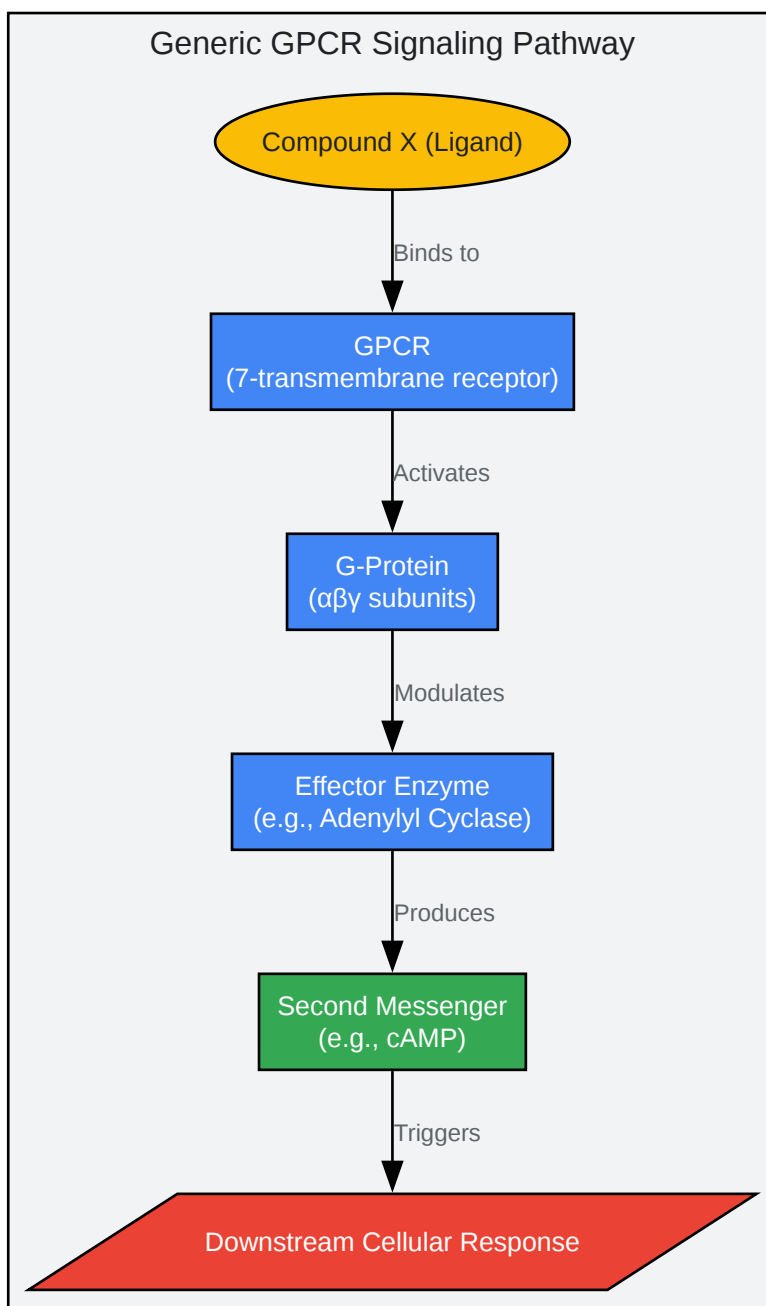 Generic GPCR Signaling Pathway
Compound X (Ligand)
Binds to
GPCR
(7-transmembrane receptor)
Activates
G-Protein
(αβγ subunits)
Modulates
Effector Enzyme
(e.g., Adenylyl Cyclase)
Produces
Second Messenger
(e.g., cAMP)
Triggers
Downstream Cellular Response